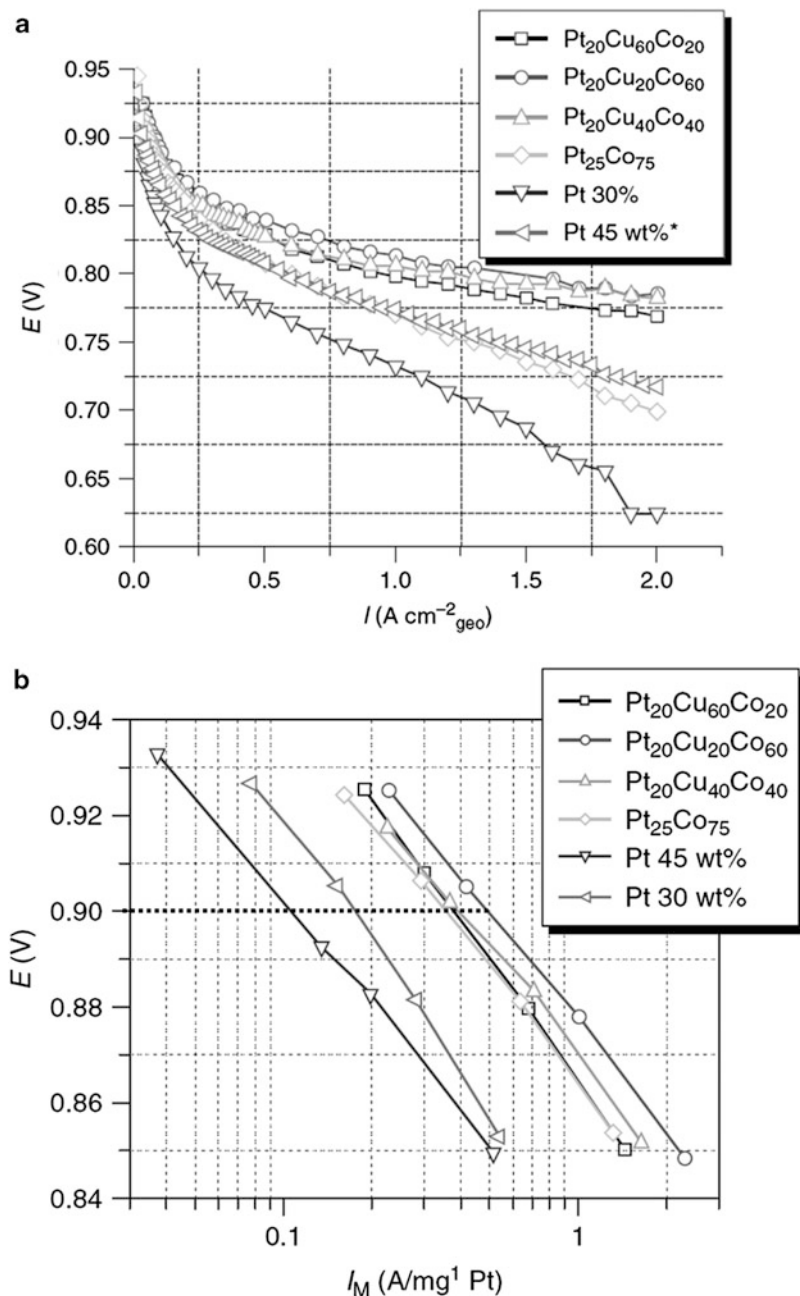 a
Pt₂₀Cu₆₀Co₂₀
Pt₂₀Cu₂₀Co₆₀
Pt₂₀Cu₄₀Co₄₀
Pt₂₅Co₇₅
Pt 30%
Pt 45 wt%*
0.95
0.90
0.85
0.80
0.75
0.70
0.65
0.60
E (V)
0.0 0.5 1.0 1.5 2.0
I (A cm⁻²geo)
b
Pt₂₀Cu₆₀Co₂₀
Pt₂₀Cu₂₀Co₆₀
Pt₂₀Cu₄₀Co₄₀
Pt₂₅Co₇₅
Pt 45 wt%
Pt 30 wt%
0.94
0.92
0.90
0.88
0.86
0.84
E (V)
0.1 1
I_M (A/mg¹ Pt)